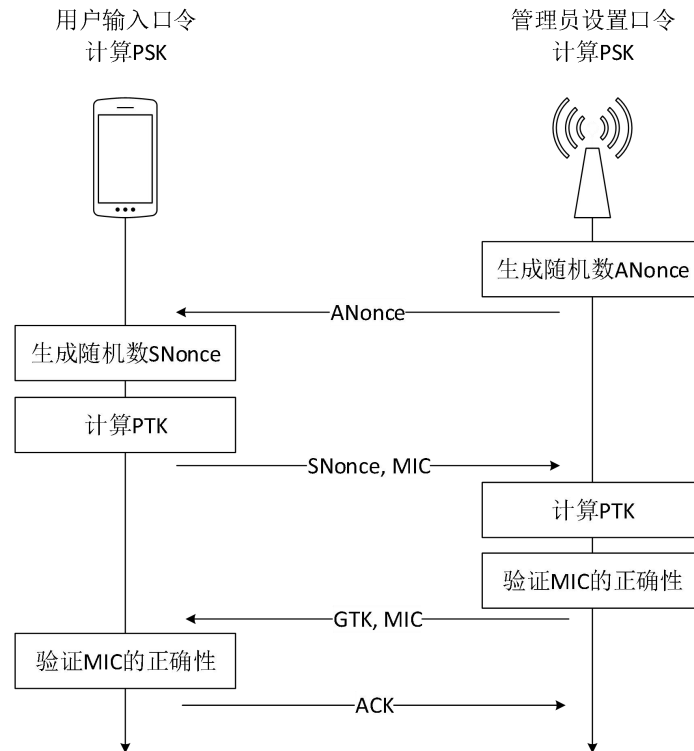 用户输入口令
计算PSK
管理员设置口令
计算PSK
生成随机数ANonce
ANonce
生成随机数SNonce
计算PTK
SNonce, MIC
计算PTK
验证MIC的正确性
GTK, MIC
验证MIC的正确性
ACK